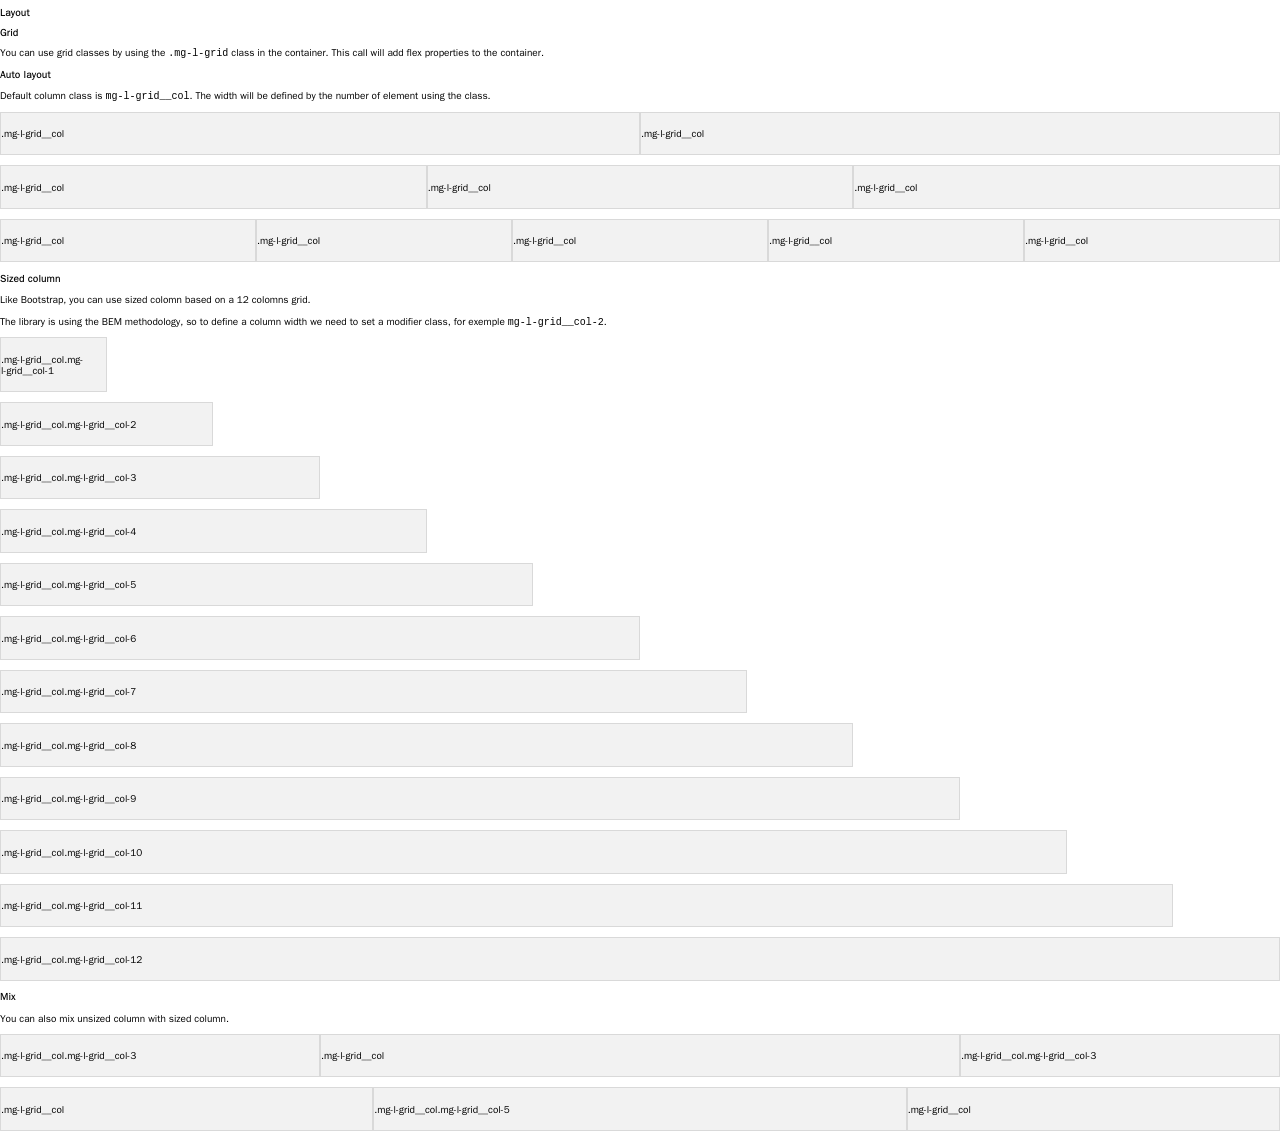 Layout
Grid
You can use grid classes by using the .mg-l-grid class in the container. This call will add flex properties to the container.
Auto layout
Default column class is mg-l-grid__col. The width will be defined by the number of element using the class.
.mg-l-grid__col .mg-l-grid__col
.mg-l-grid__col .mg-l-grid__col .mg-l-grid__col
.mg-l-grid__col .mg-l-grid__col .mg-l-grid__col .mg-l-grid__col .mg-l-grid__col
Sized column
Like Bootstrap, you can use sized colomn based on a 12 colomns grid.
The library is using the BEM methodology, so to define a column width we need to set a modifier class, for exemple mg-l-grid__col-2.
.mg-l-grid__col.mg-
l-grid__col-1
.mg-l-grid__col.mg-l-grid__col-2
.mg-l-grid__col.mg-l-grid__col-3
.mg-l-grid__col.mg-l-grid__col-4
.mg-l-grid__col.mg-l-grid__col-5
.mg-l-grid__col.mg-l-grid__col-6
.mg-l-grid__col.mg-l-grid__col-7
.mg-l-grid__col.mg-l-grid__col-8
.mg-l-grid__col.mg-l-grid__col-9
.mg-l-grid__col.mg-l-grid__col-10
.mg-l-grid__col.mg-l-grid__col-11
.mg-l-grid__col.mg-l-grid__col-12
Mix
You can also mix unsized column with sized column.
.mg-l-grid__col.mg-l-grid__col-3 .mg-l-grid__col .mg-l-grid__col.mg-l-grid__col-3
.mg-l-grid__col .mg-l-grid__col.mg-l-grid__col-5 .mg-l-grid__col